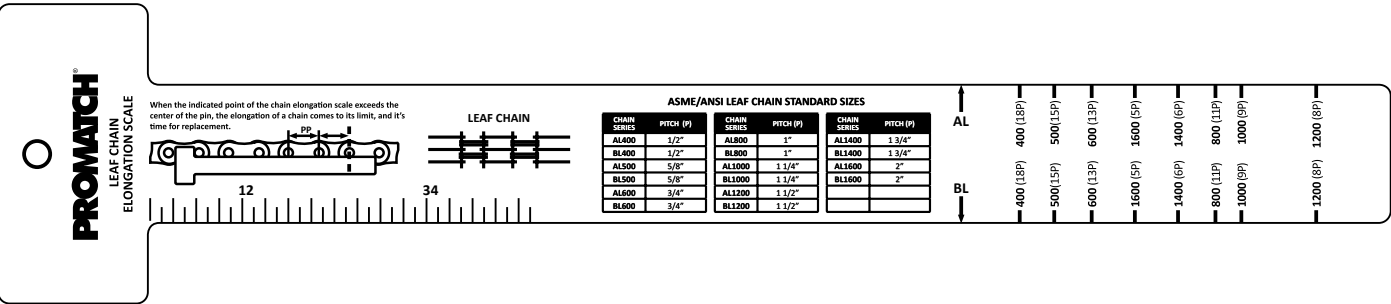 PROMATCH®
LEAF CHAIN
ELONGATION SCALE
When the indicated point of the chain elongation scale exceeds the
center of the pin, the elongation of a chain comes to its limit, and it's
time for replacement.
PP
12
34
LEAF CHAIN
ASME/ANSI LEAF CHAIN STANDARD SIZES
CHAIN SERIES PITCH (P) CHAIN SERIES PITCH (P) CHAIN SERIES PITCH (P)
AL400 1/2" AL800 1" AL1400 1 3/4"
BL400 1/2" BL800 1" BL1400 1 3/4"
AL500 5/8" AL1000 1 1/4" AL1600 2"
BL500 5/8" BL1000 1 1/4" BL1600 2"
AL600 3/4" AL1200 1 1/2"
BL600 3/4" BL1200 1 1/2"
AL
400 (18P)
500(15P)
600 (13P)
1600 (5P)
1400 (6P)
800 (11P)
1000 (9P)
1200 (8P)
BL
400 (18P)
500(15P
600 (13P)
1600 (5P)
1400 (6P)
800 (11P)
1000 (9P)
1200 (8P)